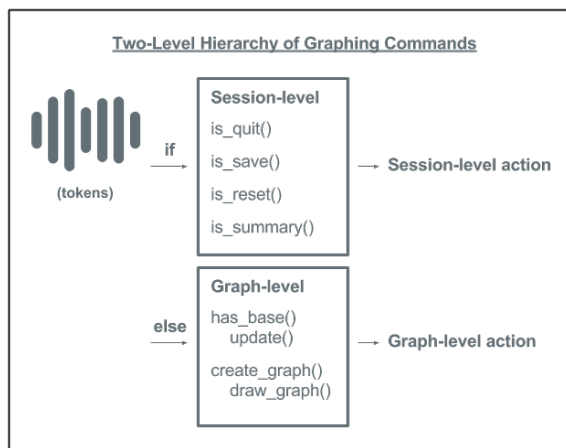 Two-Level Hierarchy of Graphing Commands
(tokens)
if
Session-level
is_quit()
is_save()
is_reset()
is_summary()
Session-level action
else
Graph-level
has_base()
update()
create_graph()
draw_graph()
Graph-level action